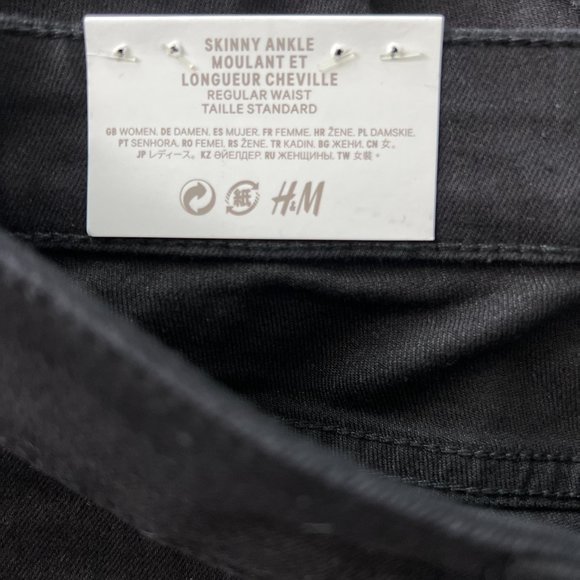 SKINNY ANKLE
MOULANT ET
LONGUEUR CHEVILLE
REGULAR WAIST
TAILLE STANDARD
GB WOMEN. DE DAMEN. ES MUJER. FR FEMME. HR ŽENE. PL DAMSKIE.
PT SENHORA. RO FEMEI. RS ŽENE. TR KADIN. BG ЖЕНИ. CN 女。
JP レディース。 KZ ӘЙЕЛДЕР. RU ЖЕНЩИНЫ. TW 女裝。
紙 H&M